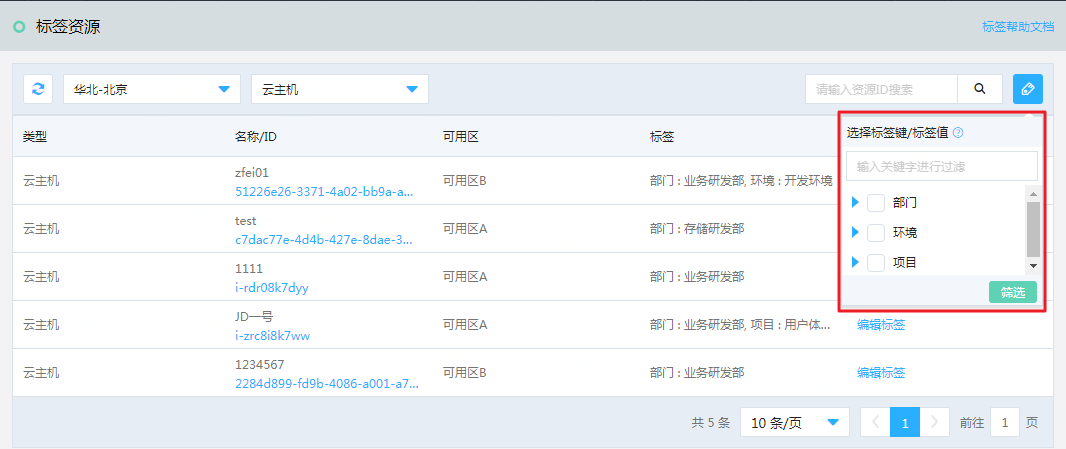 标签资源
标签帮助文档
华北-北京
云主机
请输入资源ID搜索
类型 名称/ID 可用区 标签
选择标签键/标签值 ?
输入关键字进行过滤
部门
环境
项目
筛选
云主机 zfei01 可用区B 部门 : 业务研发部, 环境 : 开发环境
51226e26-3371-4a02-bb9a-a...
云主机 test 可用区A 部门 : 存储研发部
c7dac77e-4d4b-427e-8dae-3...
云主机 1111 可用区A 部门 : 业务研发部
i-rdr08k7dyy
云主机 JD一号 可用区A 部门 : 业务研发部, 项目 : 用户体... 编辑标签
i-zrc8i8k7ww
云主机 1234567 可用区B 部门 : 业务研发部 编辑标签
2284d899-fd9b-4086-a001-a7...
共 5 条 10 条/页 1 前往 1 页